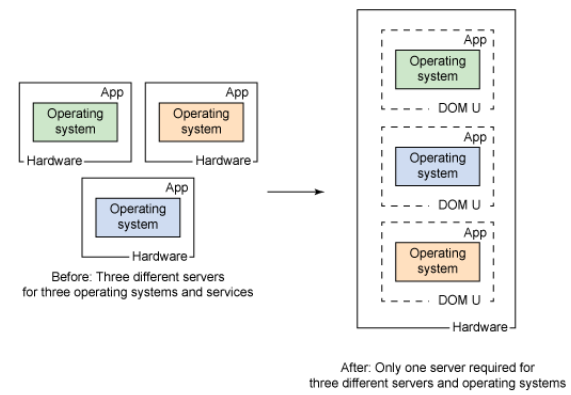 App
Operating
system
Hardware
App
Operating
system
Hardware
App
Operating
system
Hardware
Before: Three different servers
for three operating systems and services
App
Operating
system
DOM U
App
Operating
system
DOM U
App
Operating
system
DOM U
Hardware
After: Only one server required for
three different servers and operating systems